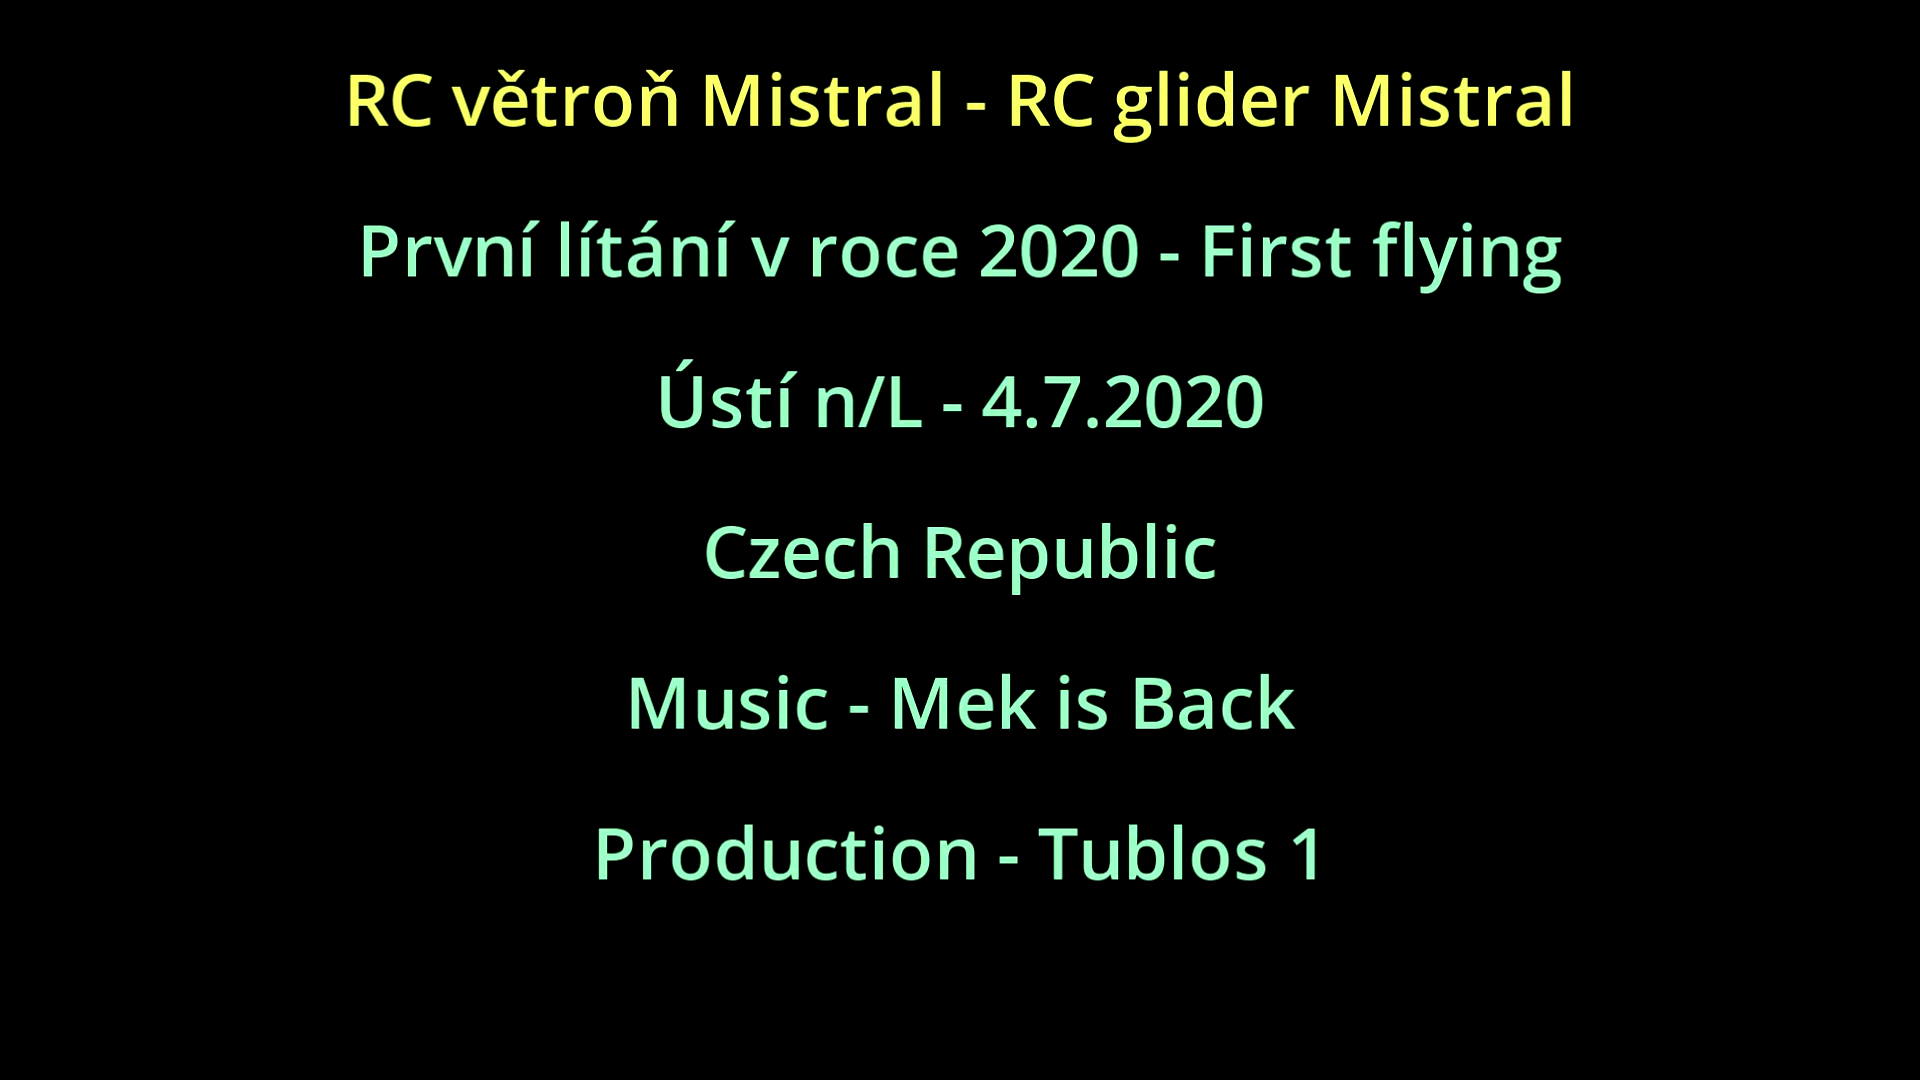 RC větroň Mistral - RC glider Mistral
První lítání v roce 2020 - First flying
Ústí n/L - 4.7.2020
Czech Republic
Music - Mek is Back
Production - Tublos 1